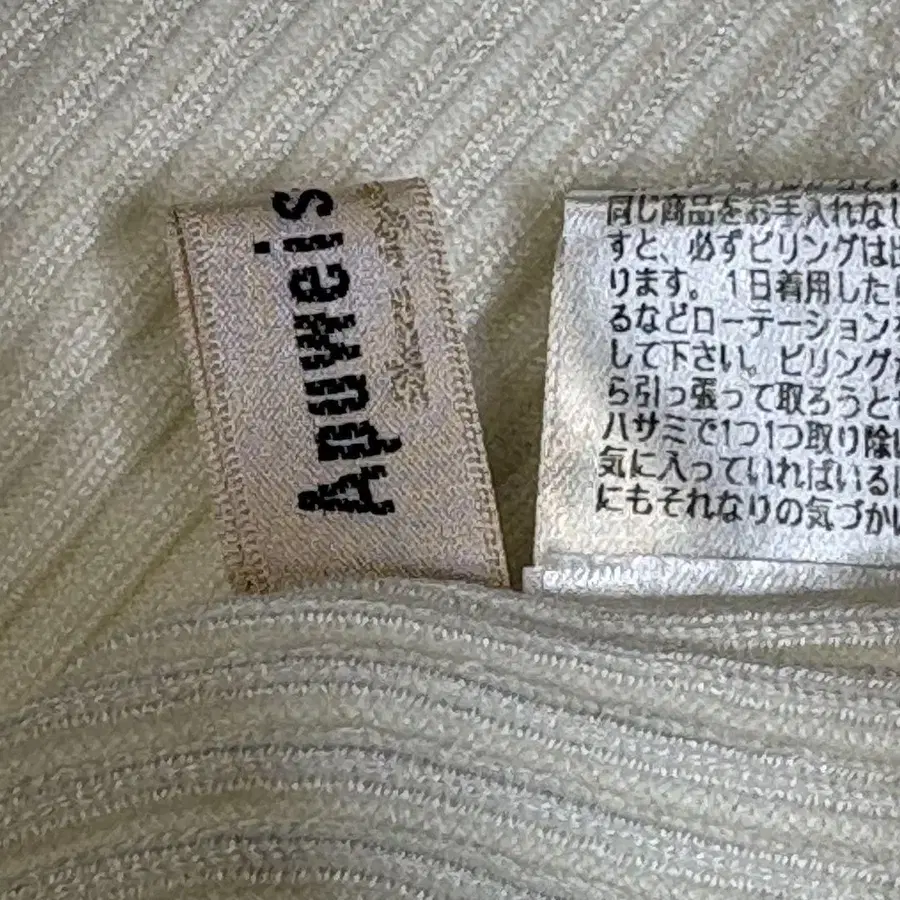 Apuweis
同じ商品をお手入れなし
すと、必ずピリングは出
ります。1日着用した
るなどローテーション
して下さい。ピリング
ら引っ張って取ろうと
ハサミで1つ1つ取り除
気に入っていればいる
にもそれなりの気づか